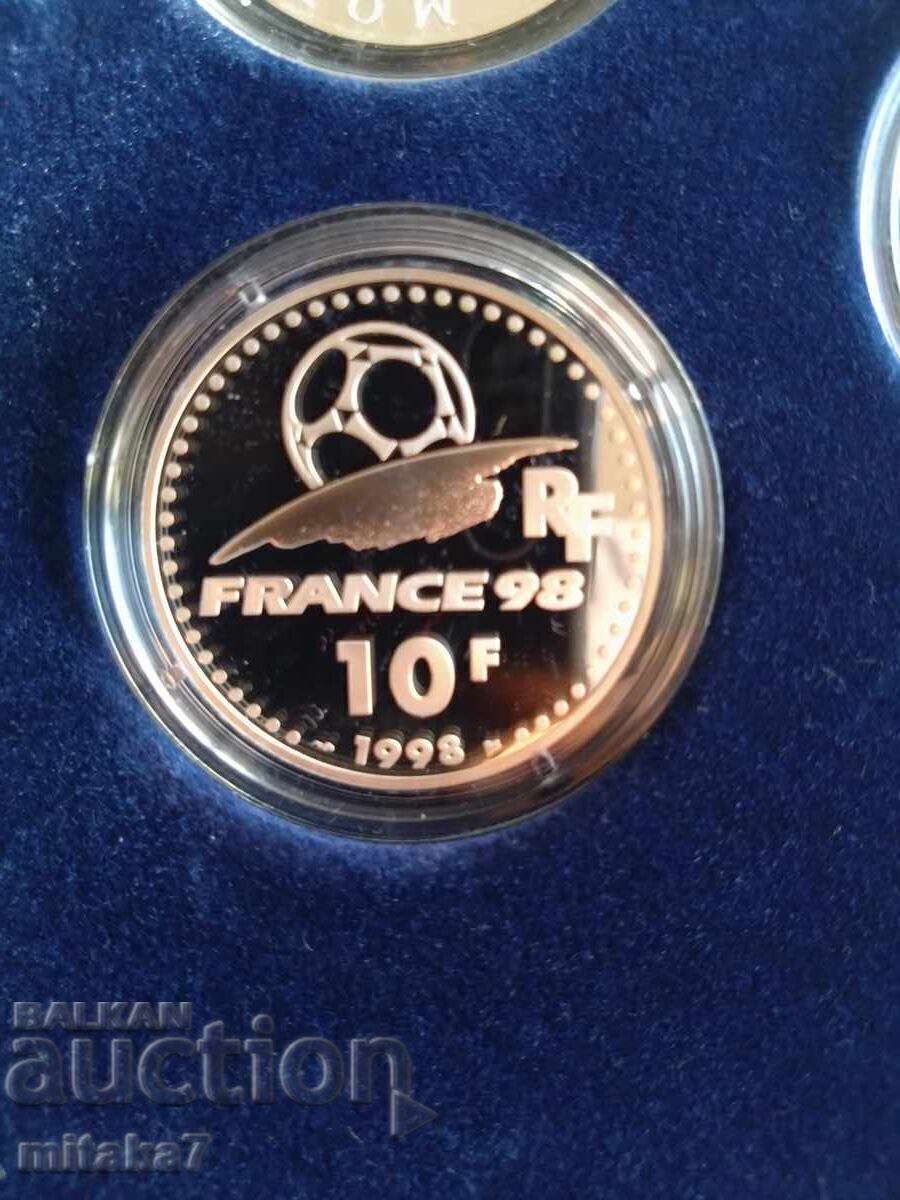 RF
FRANCE 98
10 F
1998
BALKAN
auction
mitaka7